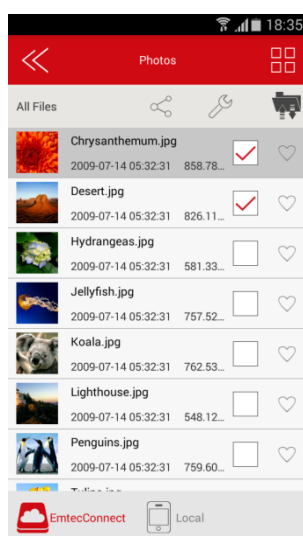 18:35
Photos
All Files
Chrysanthemum.jpg
2009-07-14 05:32:31 858.78...
Desert.jpg
2009-07-14 05:32:31 826.11...
Hydrangeas.jpg
2009-07-14 05:32:31 581.33...
Jellyfish.jpg
2009-07-14 05:32:31 757.52...
Koala.jpg
2009-07-14 05:32:31 762.53...
Lighthouse.jpg
2009-07-14 05:32:31 548.12...
Penguins.jpg
2009-07-14 05:32:31 759.60...
EmtecConnect Local